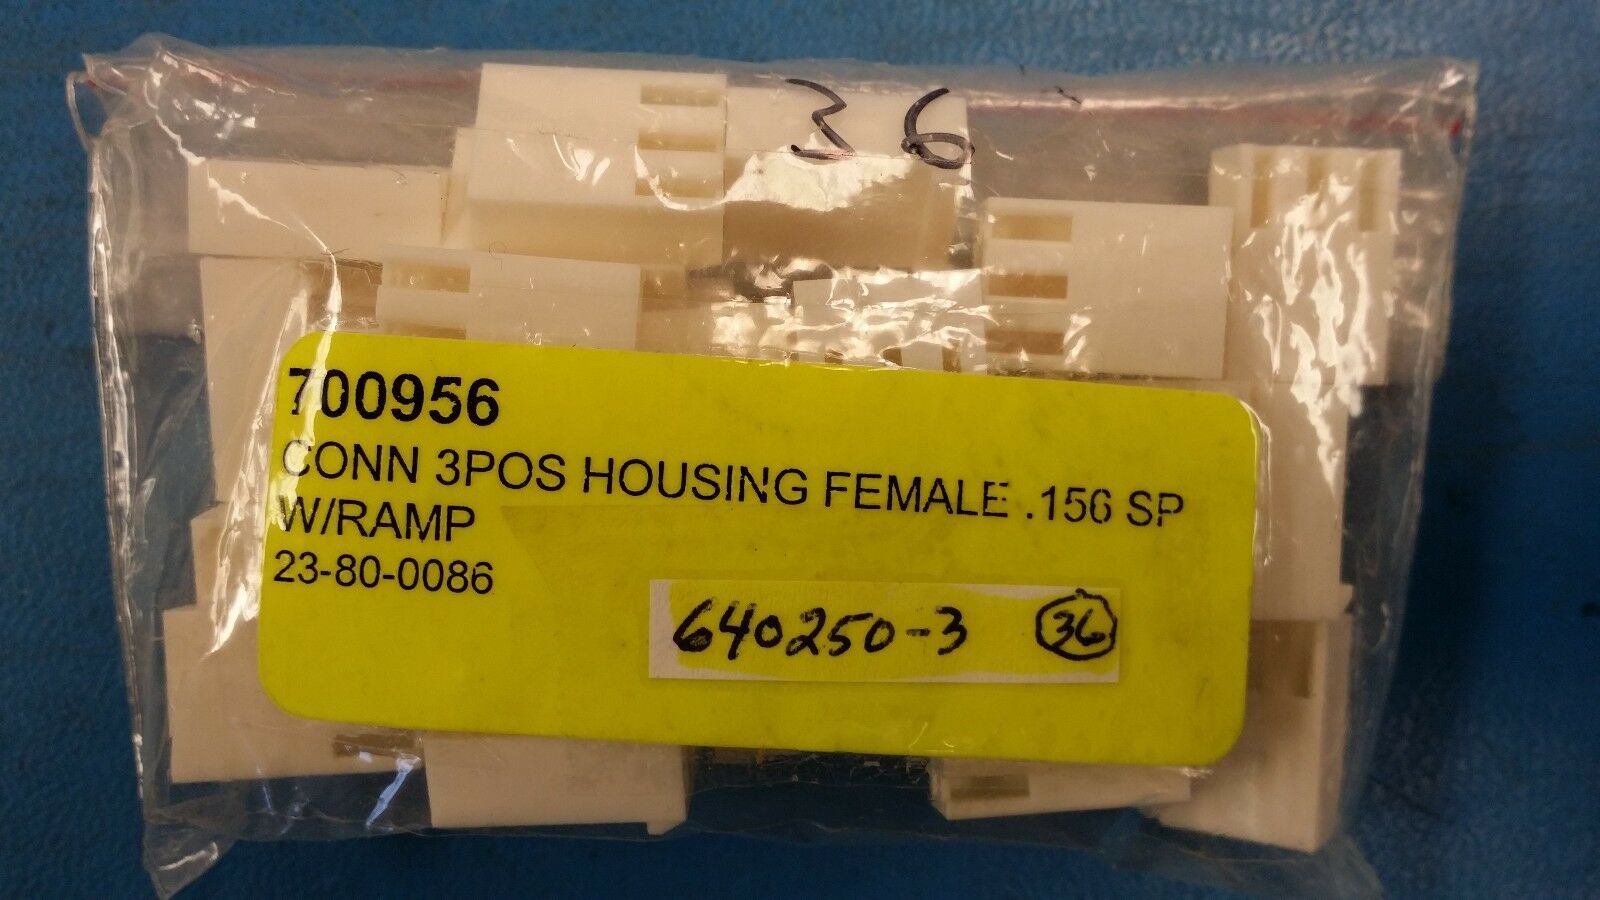 36
700956
CONN 3POS HOUSING FEMALE .156 SP
W/RAMP
23-80-0086
640250-3 36